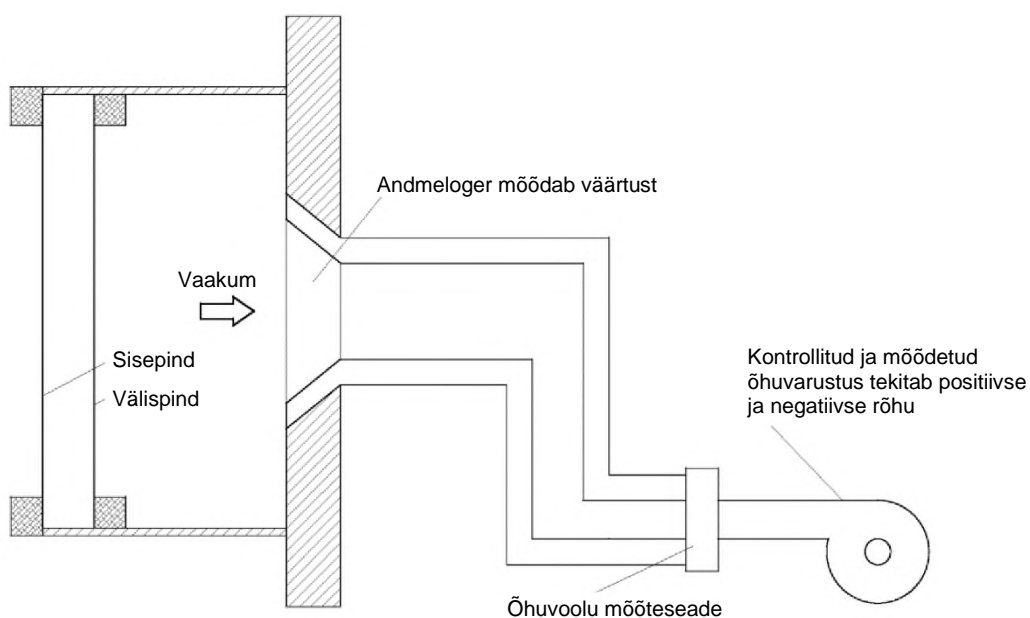 Andmeloger mõõdab väärtust
Vaakum
Sisepind
Välispind
Kontrollitud ja mõõdetud
õhuvarustus tekitab positiivse
ja negatiivse rõhu
Õhuvoolu mõõteseade